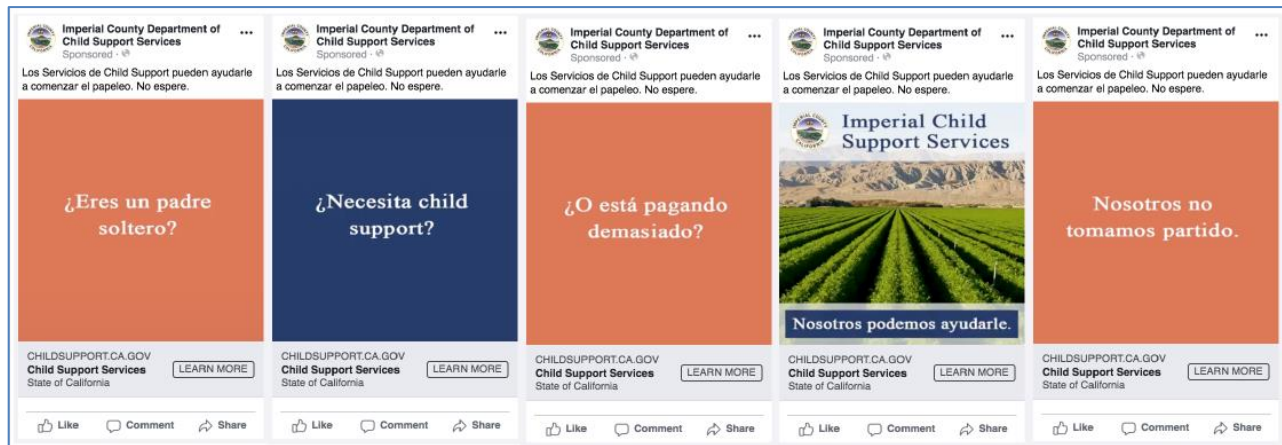 Imperial County Department of
Child Support Services
Sponsored ·
Los Servicios de Child Support pueden ayudarle
a comenzar el papeleo. No espere.
¿Eres un padre
soltero?
CHILDSUPPORT.CA.GOV
Child Support Services
State of California
LEARN MORE
Like Comment Share
Imperial County Department of
Child Support Services
Sponsored ·
Los Servicios de Child Support pueden ayudarle
a comenzar el papeleo. No espere.
¿Necesita child
support?
CHILDSUPPORT.CA.GOV
Child Support Services
State of California
LEARN MORE
Like Comment Share
Imperial County Department of
Child Support Services
Sponsored ·
Los Servicios de Child Support pueden ayudarle
a comenzar el papeleo. No espere.
¿O está pagando
demasiado?
CHILDSUPPORT.CA.GOV
Child Support Services
State of California
LEARN MORE
Like Comment Share
Imperial County Department of
Child Support Services
Sponsored ·
Los Servicios de Child Support pueden ayudarle
a comenzar el papeleo. No espere.
IMPERIAL COUNTY
CALIFORNIA
Imperial Child
Support Services
Nosotros podemos ayudarle.
CHILDSUPPORT.CA.GOV
Child Support Services
State of California
LEARN MORE
Like Comment Share
Imperial County Department of
Child Support Services
Sponsored ·
Los Servicios de Child Support pueden ayudarle
a comenzar el papeleo. No espere.
Nosotros no
tomamos partido.
CHILDSUPPORT.CA.GOV
Child Support Services
State of California
LEARN MORE
Like Comment Share